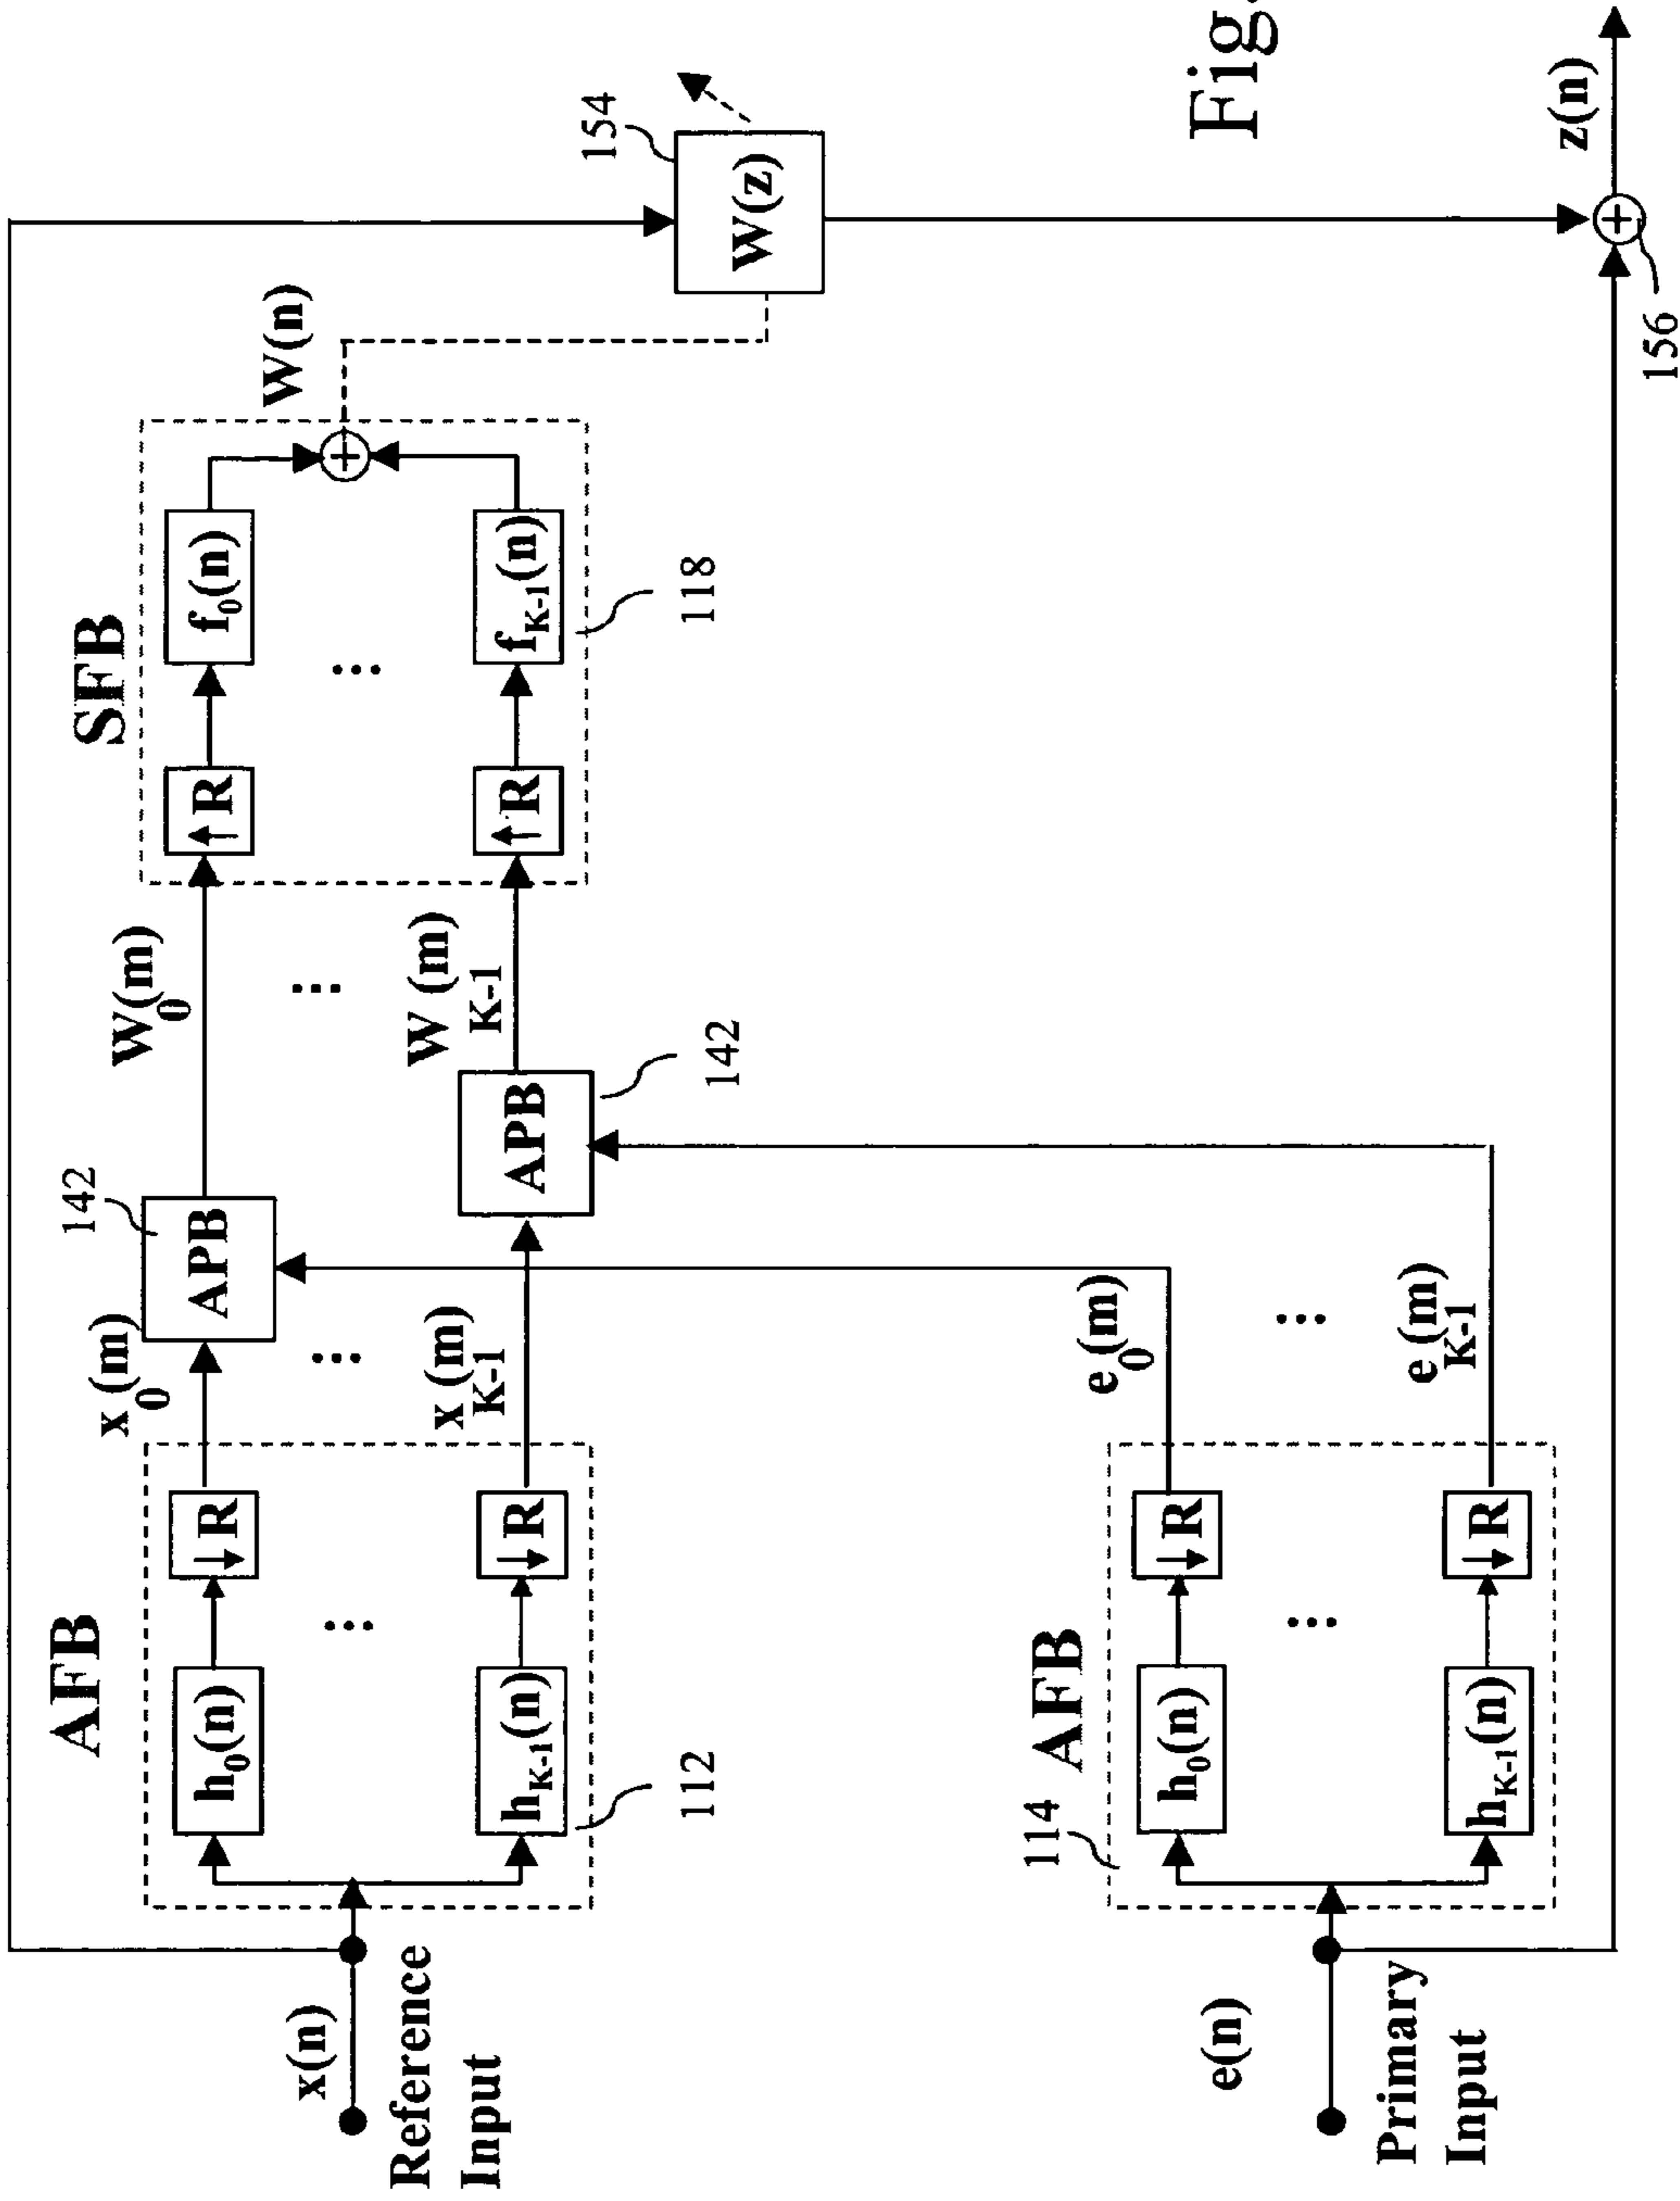 x(n)
Reference
Input
AFB
h₀(n)
↓R
...
hK-1(n)
↓R
112
x₀(m)
...
xK-1(m)
142
APB
APB
142
W₀(m)
...
WK-1(m)
SFB
↑R
f₀(n)
...
↑R
fK-1(n)
+
118
W(n)
154
W(z)
e(n)
Primary
Input
114
AFB
h₀(n)
↓R
...
hK-1(n)
↓R
e₀(m)
...
eK-1(m)
+
156
z(n)
Fig.